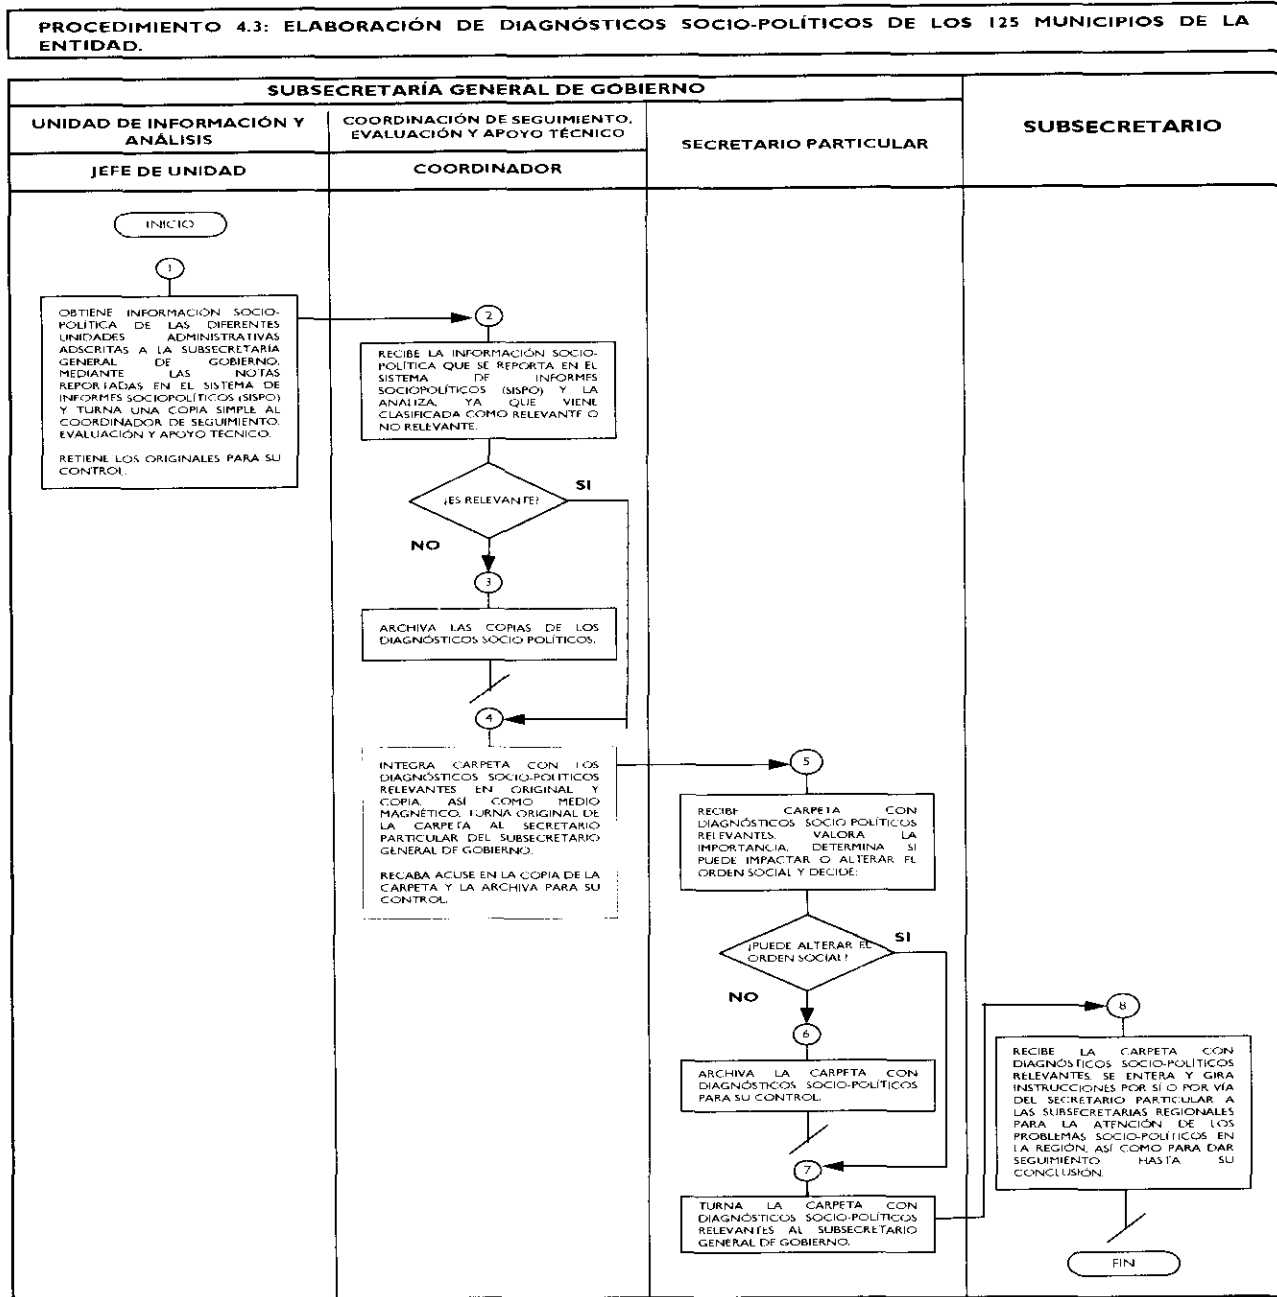 PROCEDIMIENTO 4.3: ELABORACIÓN DE DIAGNÓSTICOS SOCIO-POLÍTICOS DE LOS 125 MUNICIPIOS DE LA
ENTIDAD.
SUBSECRETARÍA GENERAL DE GOBIERNO
UNIDAD DE INFORMACIÓN Y
ANÁLISIS
JEFE DE UNIDAD
COORDINACIÓN DE SEGUIMIENTO,
EVALUACIÓN Y APOYO TÉCNICO
COORDINADOR
SECRETARIO PARTICULAR
SUBSECRETARIO
INICIO
1
OBTIENE INFORMACIÓN SOCIO-
POLÍTICA DE LAS DIFERENTES
UNIDADES ADMINISTRATIVAS
ADSCRITAS A LA SUBSECRETARÍA
GENERAL DE GOBIERNO,
MEDIANTE LAS NOTAS
REPORTADAS EN EL SISTEMA DE
INFORMES SOCIOPOLÍTICOS (SISPO)
Y TURNA UNA COPIA SIMPLE AL
COORDINADOR DE SEGUIMIENTO,
EVALUACIÓN Y APOYO TÉCNICO.
RETIENE LOS ORIGINALES PARA SU
CONTROL.
2
RECIBE LA INFORMACIÓN SOCIO-
POLÍTICA QUE SE REPORTA EN EL
SISTEMA DE INFORMES
SOCIOPOLÍTICOS (SISPO) Y LA
ANALIZA, YA QUE VIENE
CLASIFICADA COMO RELEVANTE O
NO RELEVANTE.
¿ES RELEVANTE?
SI
NO
3
ARCHIVA LAS COPIAS DE LOS
DIAGNÓSTICOS SOCIO POLÍTICOS.
4
INTEGRA CARPETA CON LOS
DIAGNÓSTICOS SOCIO-POLÍTICOS
RELEVANTES EN ORIGINAL Y
COPIA, ASÍ COMO MEDIO
MAGNÉTICO. TURNA ORIGINAL DE
LA CARPETA AL SECRETARIO
PARTICULAR DEL SUBSECRETARIO
GENERAL DE GOBIERNO.
RECABA ACUSE EN LA COPIA DE LA
CARPETA Y LA ARCHIVA PARA SU
CONTROL.
5
RECIBE CARPETA CON
DIAGNÓSTICOS SOCIO POLÍTICOS
RELEVANTES, VALORA LA
IMPORTANCIA, DETERMINA SI
PUEDE IMPACTAR O ALTERAR EL
ORDEN SOCIAL Y DECIDE:
¿PUEDE ALTERAR EL
ORDEN SOCIAL?
SI
NO
6
ARCHIVA LA CARPETA CON
DIAGNÓSTICOS SOCIO-POLÍTICOS
PARA SU CONTROL.
7
TURNA LA CARPETA CON
DIAGNÓSTICOS SOCIO-POLÍTICOS
RELEVANTES AL SUBSECRETARIO
GENERAL DE GOBIERNO.
8
RECIBE LA CARPETA CON
DIAGNÓSTICOS SOCIO-POLÍTICOS
RELEVANTES, SE ENTERA Y GIRA
INSTRUCCIONES POR SÍ O POR VÍA
DEL SECRETARIO PARTICULAR A
LAS SUBSECRETARIAS REGIONALES
PARA LA ATENCIÓN DE LOS
PROBLEMAS SOCIO-POLÍTICOS EN
LA REGIÓN, ASÍ COMO PARA DAR
SEGUIMIENTO HASTA SU
CONCLUSIÓN.
FIN